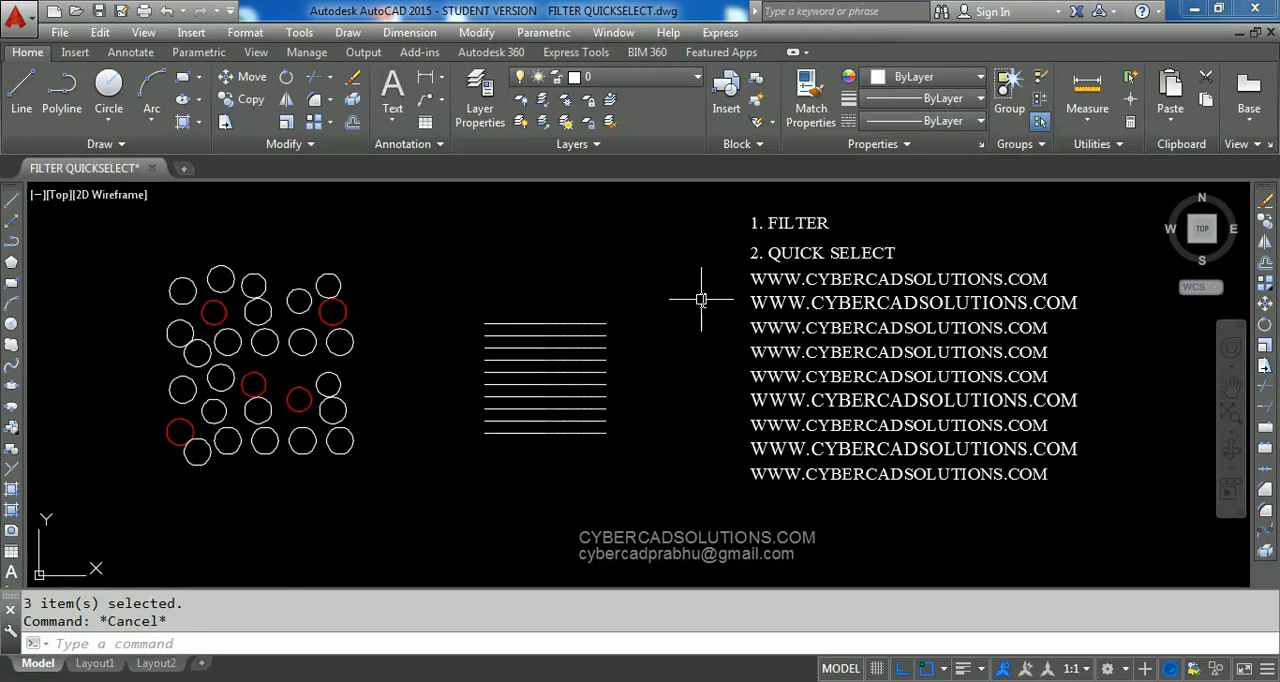 Autodesk AutoCAD 2015 - STUDENT VERSION FILTER QUICKSELECT.dwg
Type a keyword or phrase
Sign In
File Edit View Insert Format Tools Draw Dimension Modify Parametric Window Help Express
Home Insert Annotate Parametric View Manage Output Add-ins Autodesk 360 Express Tools BIM 360 Featured Apps
Move
Copy
0
ByLayer
ByLayer
ByLayer
Line Polyline Circle Arc
Text
Layer Properties
Insert
Match Properties
Group
Measure
Paste
Base
Draw Modify Annotation Layers Block Properties Groups Utilities Clipboard View
FILTER QUICKSELECT*
[−][Top][2D Wireframe]
N
W TOP E
S
WCS
1. FILTER
2. QUICK SELECT
WWW.CYBERCADSOLUTIONS.COM
WWW.CYBERCADSOLUTIONS.COM
WWW.CYBERCADSOLUTIONS.COM
WWW.CYBERCADSOLUTIONS.COM
WWW.CYBERCADSOLUTIONS.COM
WWW.CYBERCADSOLUTIONS.COM
WWW.CYBERCADSOLUTIONS.COM
WWW.CYBERCADSOLUTIONS.COM
WWW.CYBERCADSOLUTIONS.COM
Y
X
CYBERCADSOLUTIONS.COM
cybercadprabhu@gmail.com
3 item(s) selected.
Command: *Cancel*
Type a command
Model Layout1 Layout2 +
MODEL 1:1